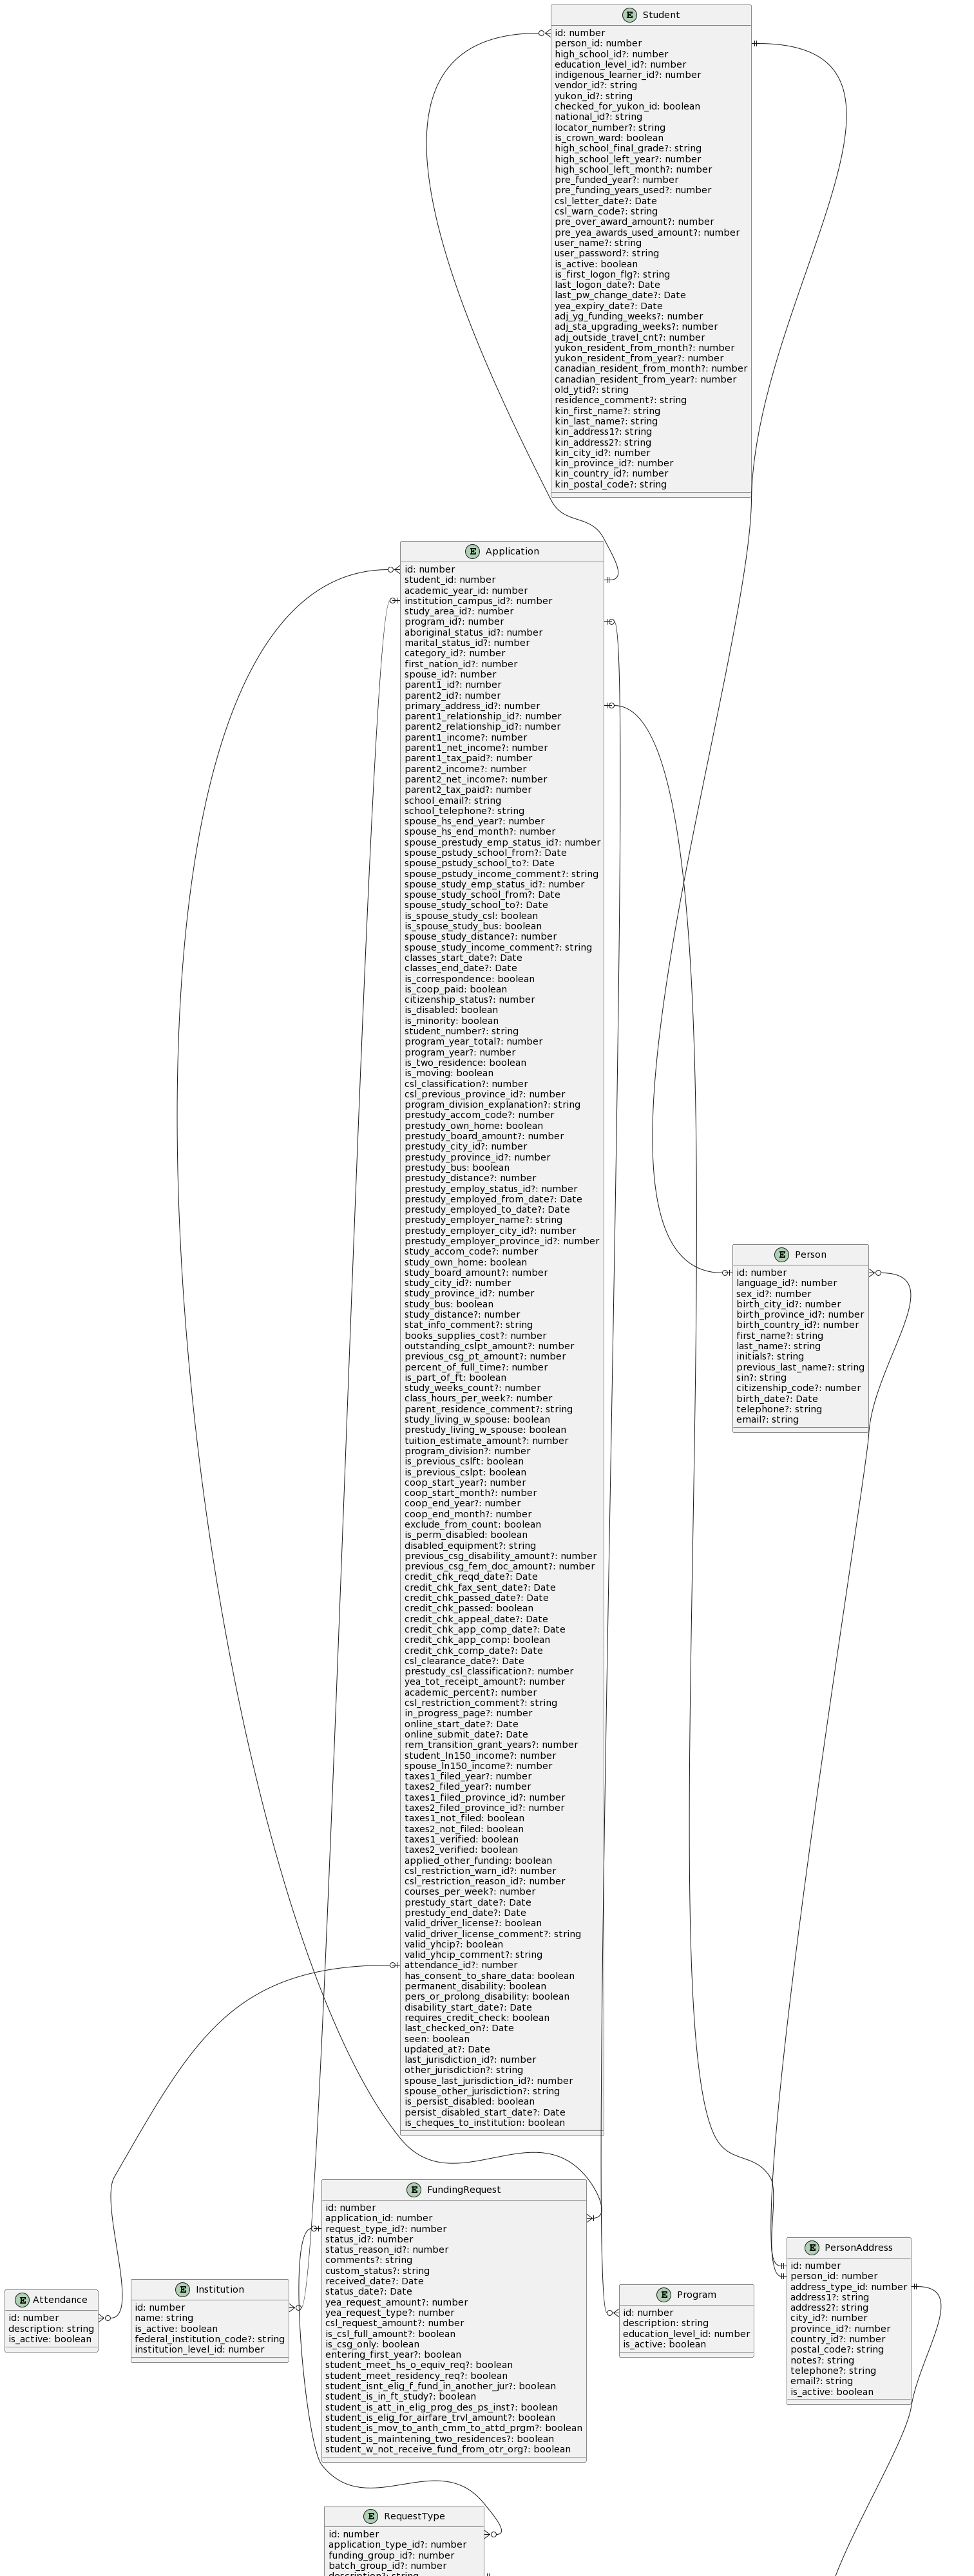 E Student
id: number
person_id: number
high_school_id?: number
education_level_id?: number
indigenous_learner_id?: number
vendor_id?: string
yukon_id?: string
checked_for_yukon_id: boolean
national_id?: string
locator_number?: string
is_crown_ward: boolean
high_school_final_grade?: string
high_school_left_year?: number
high_school_left_month?: number
pre_funded_year?: number
pre_funding_years_used?: number
csl_letter_date?: Date
csl_warn_code?: string
pre_over_award_amount?: number
pre_yea_awards_used_amount?: number
user_name?: string
user_password?: string
is_active: boolean
is_first_logon_flg?: string
last_logon_date?: Date
last_pw_change_date?: Date
yea_expiry_date?: Date
adj_yg_funding_weeks?: number
adj_sta_upgrading_weeks?: number
adj_outside_travel_cnt?: number
yukon_resident_from_month?: number
yukon_resident_from_year?: number
canadian_resident_from_month?: number
canadian_resident_from_year?: number
old_ytid?: string
residence_comment?: string
kin_first_name?: string
kin_last_name?: string
kin_address1?: string
kin_address2?: string
kin_city_id?: number
kin_province_id?: number
kin_country_id?: number
kin_postal_code?: string
E Application
id: number
student_id: number
academic_year_id: number
institution_campus_id?: number
study_area_id?: number
program_id?: number
aboriginal_status_id?: number
marital_status_id?: number
category_id?: number
first_nation_id?: number
spouse_id?: number
parent1_id?: number
parent2_id?: number
primary_address_id?: number
parent1_relationship_id?: number
parent2_relationship_id?: number
parent1_income?: number
parent1_net_income?: number
parent1_tax_paid?: number
parent2_income?: number
parent2_net_income?: number
parent2_tax_paid?: number
school_email?: string
school_telephone?: string
spouse_hs_end_year?: number
spouse_hs_end_month?: number
spouse_prestudy_emp_status_id?: number
spouse_pstudy_school_from?: Date
spouse_pstudy_school_to?: Date
spouse_pstudy_income_comment?: string
spouse_study_emp_status_id?: number
spouse_study_school_from?: Date
spouse_study_school_to?: Date
is_spouse_study_csl: boolean
is_spouse_study_bus: boolean
spouse_study_distance?: number
spouse_study_income_comment?: string
classes_start_date?: Date
classes_end_date?: Date
is_correspondence: boolean
is_coop_paid: boolean
citizenship_status?: number
is_disabled: boolean
is_minority: boolean
student_number?: string
program_year_total?: number
program_year?: number
is_two_residence: boolean
is_moving: boolean
csl_classification?: number
csl_previous_province_id?: number
program_division_explanation?: string
prestudy_accom_code?: number
prestudy_own_home: boolean
prestudy_board_amount?: number
prestudy_city_id?: number
prestudy_province_id?: number
prestudy_bus: boolean
prestudy_distance?: number
prestudy_employ_status_id?: number
prestudy_employed_from_date?: Date
prestudy_employed_to_date?: Date
prestudy_employer_name?: string
prestudy_employer_city_id?: number
prestudy_employer_province_id?: number
study_accom_code?: number
study_own_home: boolean
study_board_amount?: number
study_city_id?: number
study_province_id?: number
study_bus: boolean
study_distance?: number
stat_info_comment?: string
books_supplies_cost?: number
outstanding_cslpt_amount?: number
previous_csg_pt_amount?: number
percent_of_full_time?: number
is_part_of_ft: boolean
study_weeks_count?: number
class_hours_per_week?: number
parent_residence_comment?: string
study_living_w_spouse: boolean
prestudy_living_w_spouse: boolean
tuition_estimate_amount?: number
program_division?: number
is_previous_cslft: boolean
is_previous_cslpt: boolean
coop_start_year?: number
coop_start_month?: number
coop_end_year?: number
coop_end_month?: number
exclude_from_count: boolean
is_perm_disabled: boolean
disabled_equipment?: string
previous_csg_disability_amount?: number
previous_csg_fem_doc_amount?: number
credit_chk_reqd_date?: Date
credit_chk_fax_sent_date?: Date
credit_chk_passed_date?: Date
credit_chk_passed: boolean
credit_chk_appeal_date?: Date
credit_chk_app_comp_date?: Date
credit_chk_app_comp: boolean
credit_chk_comp_date?: Date
csl_clearance_date?: Date
prestudy_csl_classification?: number
yea_tot_receipt_amount?: number
academic_percent?: number
csl_restriction_comment?: string
in_progress_page?: number
online_start_date?: Date
online_submit_date?: Date
rem_transition_grant_years?: number
student_ln150_income?: number
spouse_ln150_income?: number
taxes1_filed_year?: number
taxes2_filed_year?: number
taxes1_filed_province_id?: number
taxes2_filed_province_id?: number
taxes1_not_filed: boolean
taxes2_not_filed: boolean
taxes1_verified: boolean
taxes2_verified: boolean
applied_other_funding: boolean
csl_restriction_warn_id?: number
csl_restriction_reason_id?: number
courses_per_week?: number
prestudy_start_date?: Date
prestudy_end_date?: Date
valid_driver_license?: boolean
valid_driver_license_comment?: string
valid_yhcip?: boolean
valid_yhcip_comment?: string
attendance_id?: number
has_consent_to_share_data: boolean
permanent_disability: boolean
pers_or_prolong_disability: boolean
disability_start_date?: Date
requires_credit_check: boolean
last_checked_on?: Date
seen: boolean
updated_at?: Date
last_jurisdiction_id?: number
other_jurisdiction?: string
spouse_last_jurisdiction_id?: number
spouse_other_jurisdiction?: string
is_persist_disabled: boolean
persist_disabled_start_date?: Date
is_cheques_to_institution: boolean
E Person
id: number
language_id?: number
sex_id?: number
birth_city_id?: number
birth_province_id?: number
birth_country_id?: number
first_name?: string
last_name?: string
initials?: string
previous_last_name?: string
sin?: string
citizenship_code?: number
birth_date?: Date
telephone?: string
email?: string
E FundingRequest
id: number
application_id: number
request_type_id?: number
status_id?: number
status_reason_id?: number
comments?: string
custom_status?: string
received_date?: Date
status_date?: Date
yea_request_amount?: number
yea_request_type?: number
csl_request_amount?: number
is_csl_full_amount?: boolean
is_csg_only: boolean
entering_first_year?: boolean
student_meet_hs_o_equiv_req?: boolean
student_meet_residency_req?: boolean
student_isnt_elig_f_fund_in_another_jur?: boolean
student_is_in_ft_study?: boolean
student_is_att_in_elig_prog_des_ps_inst?: boolean
student_is_elig_for_airfare_trvl_amount?: boolean
student_is_mov_to_anth_cmm_to_attd_prgm?: boolean
student_is_maintening_two_residences?: boolean
student_w_not_receive_fund_from_otr_org?: boolean
E PersonAddress
id: number
person_id: number
address_type_id: number
address1?: string
address2?: string
city_id?: number
province_id?: number
country_id?: number
postal_code?: string
notes?: string
telephone?: string
email?: string
is_active: boolean
E Attendance
id: number
description: string
is_active: boolean
E Institution
id: number
name: string
is_active: boolean
federal_institution_code?: string
institution_level_id: number
E Program
id: number
description: string
education_level_id: number
is_active: boolean
E RequestType
id: number
application_type_id?: number
funding_group_id?: number
batch_group_id?: number
description?: string